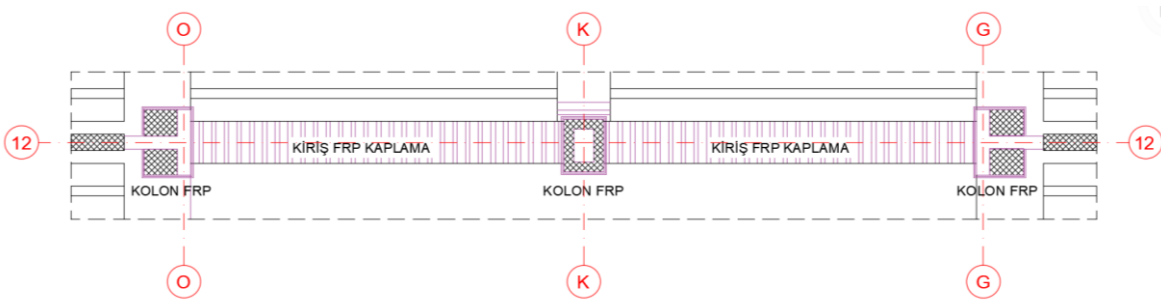 O K G
12 KİRİŞ FRP KAPLAMA KİRİŞ FRP KAPLAMA 12
KOLON FRP KOLON FRP KOLON FRP
O K G